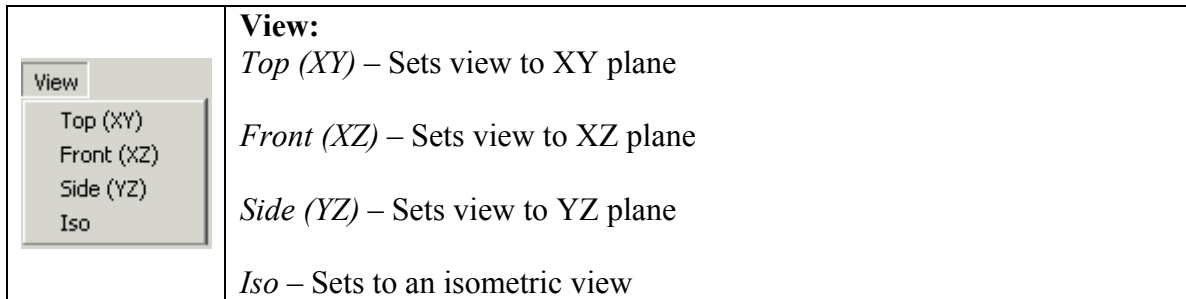 View
Top (XY)
Front (XZ)
Side (YZ)
Iso
View:
Top (XY) – Sets view to XY plane
Front (XZ) – Sets view to XZ plane
Side (YZ) – Sets view to YZ plane
Iso – Sets to an isometric view